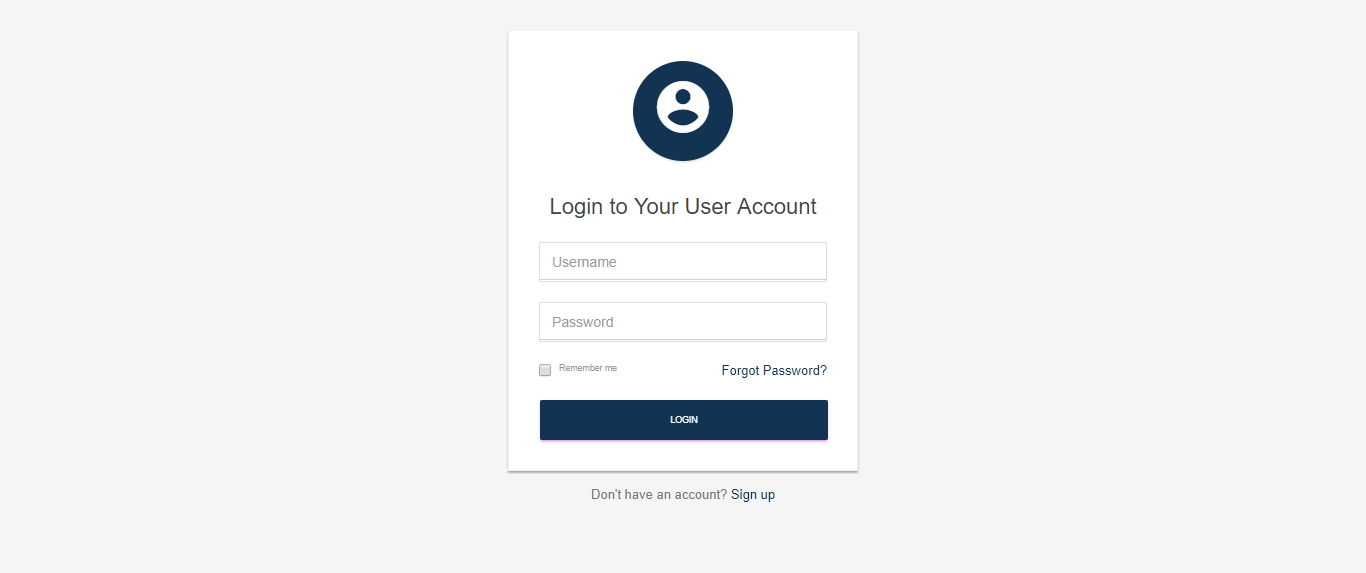 Login to Your User Account
Username
Password
Remember me Forgot Password?
LOGIN
Don't have an account? Sign up